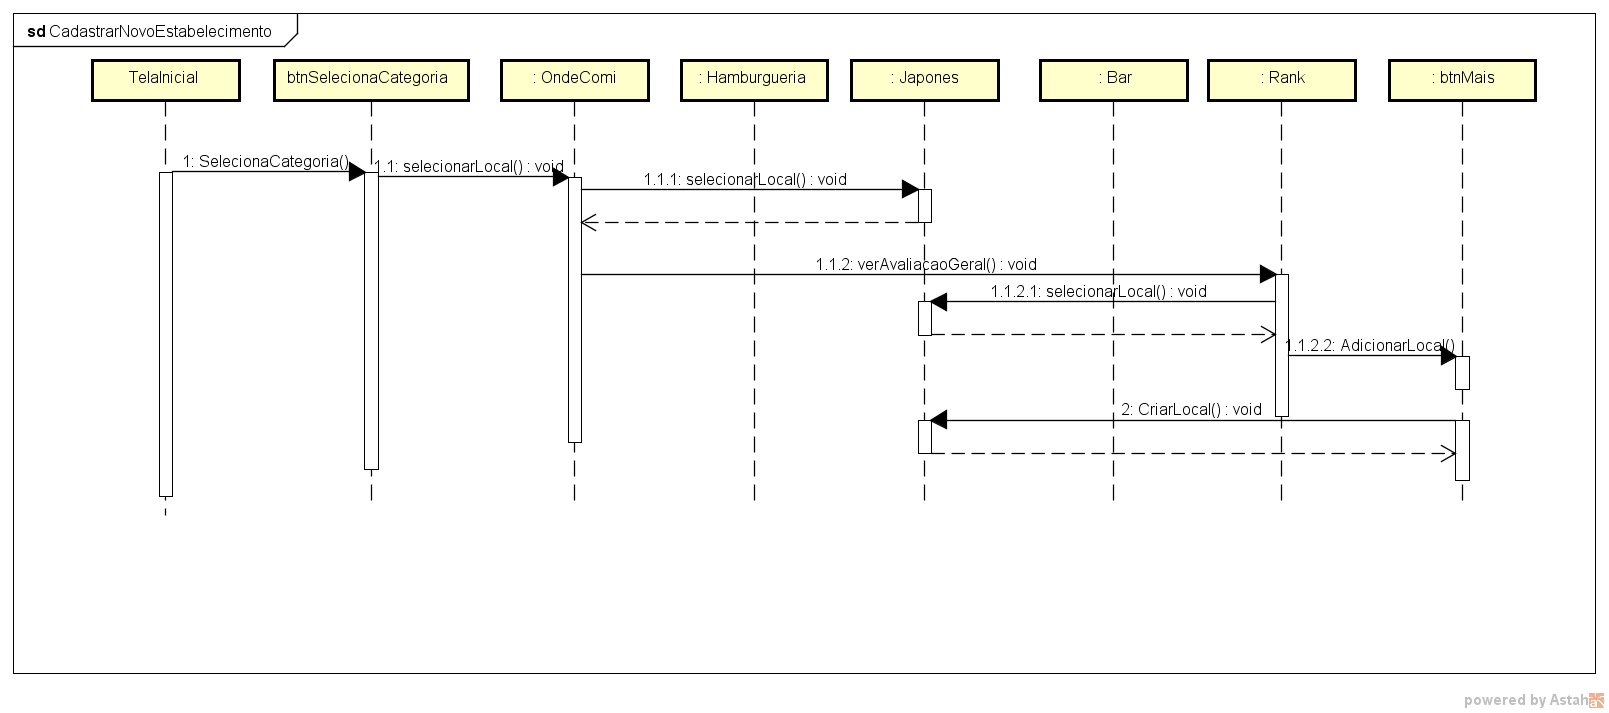 sd CadastrarNovoEstabelecimento
TelaInicial
btnSelecionaCategoria
: OndeComi
: Hamburgueria
: Japones
: Bar
: Rank
: btnMais
1: SelecionaCategoria()
1.1: selecionarLocal() : void
1.1.1: selecionarLocal() : void
1.1.2: verAvaliacaoGeral() : void
1.1.2.1: selecionarLocal() : void
1.1.2.2: AdicionarLocal()
2: CriarLocal() : void
powered by Astah